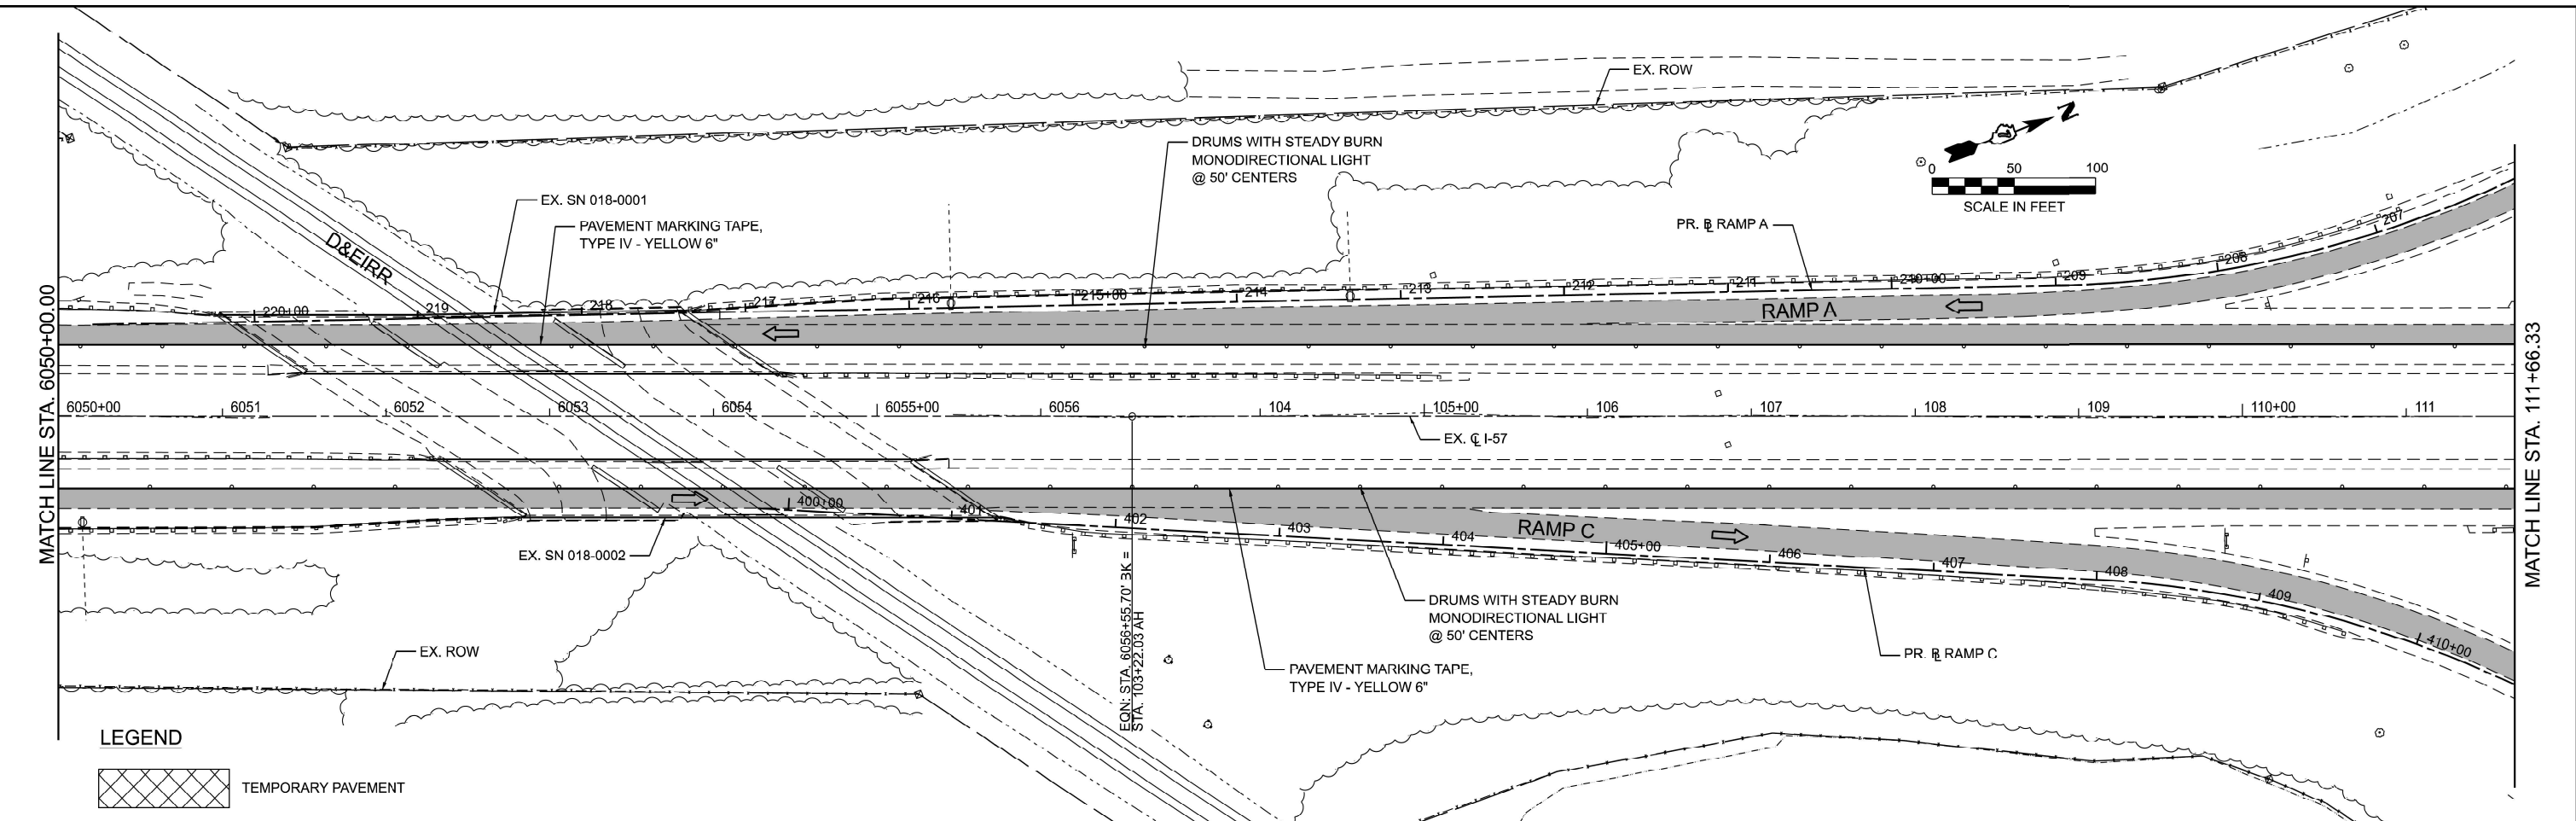 EX. ROW
DRUMS WITH STEADY BURN
MONODIRECTIONAL LIGHT
@ 50' CENTERS
N
0 50 100
SCALE IN FEET
EX. SN 018-0001
PAVEMENT MARKING TAPE,
TYPE IV - YELLOW 6"
PR. BL RAMP A
D&EIRR
220+00 219 218 217 216 215+00 214 213 212 211 210+00 209 208 207
RAMP A
MATCH LINE STA. 6050+00.00
6050+00 6051 6052 6053 6054 6055+00 6056 104 105+00 106 107 108 109 110+00 111
MATCH LINE STA. 111+66.33
EX. CL I-57
400+00 401 402 403 404 405+00 406 407 408 409 410+00
RAMP C
EX. SN 018-0002
EQN: STA. 6056+55.70' BK =
STA. 103+22.03 AH
DRUMS WITH STEADY BURN
MONODIRECTIONAL LIGHT
@ 50' CENTERS
PR. BL RAMP C
EX. ROW
PAVEMENT MARKING TAPE,
TYPE IV - YELLOW 6"
LEGEND
TEMPORARY PAVEMENT